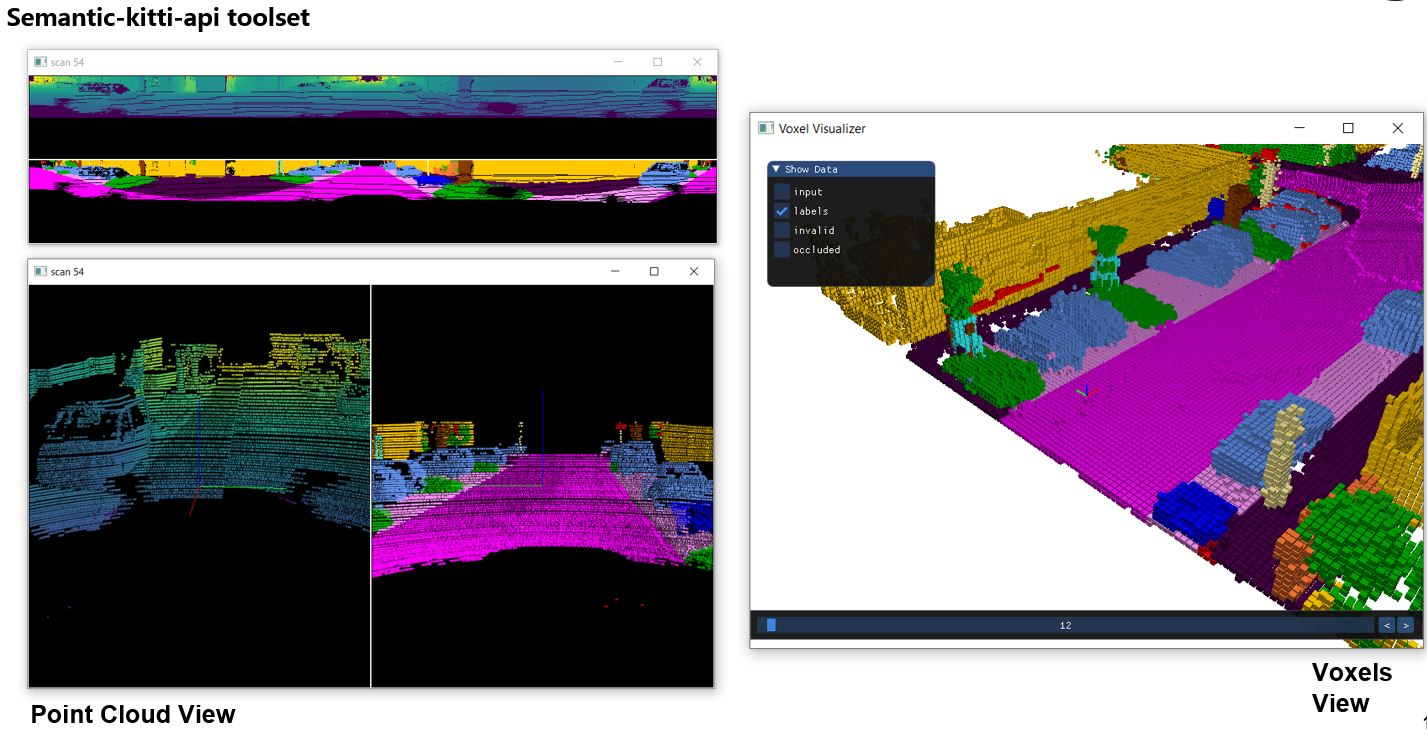 Semantic-kitti-api toolset
scan 54
scan 54
Point Cloud View
Voxel Visualizer
Show Data
input
labels
invalid
occluded
12
< >
Voxels
View